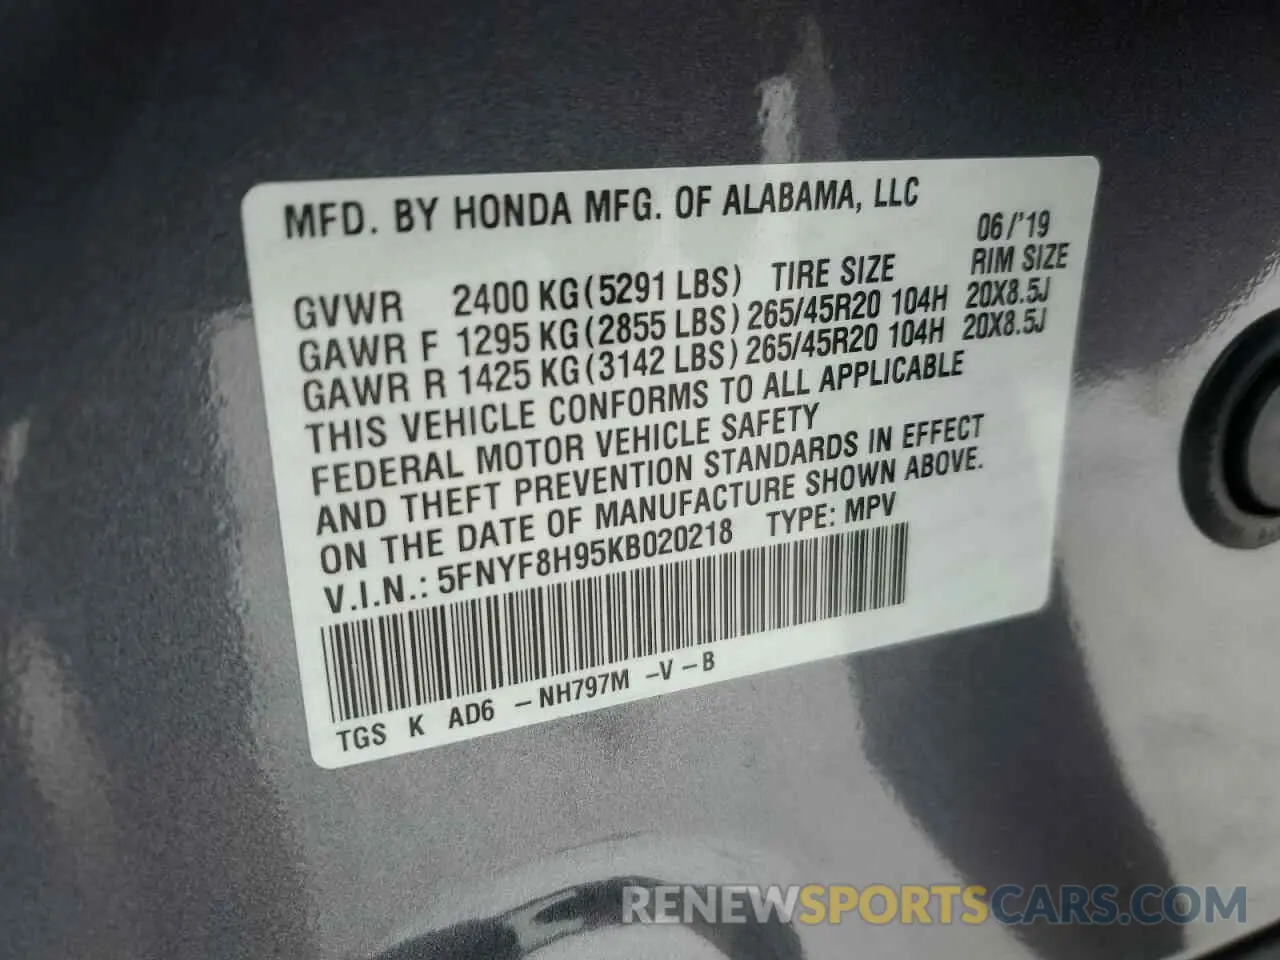 MFD. BY HONDA MFG. OF ALABAMA, LLC
06/'19
GVWR 2400 KG(5291 LBS) TIRE SIZE RIM SIZE
GAWR F 1295 KG(2855 LBS) 265/45R20 104H 20X8.5J
GAWR R 1425 KG(3142 LBS) 265/45R20 104H 20X8.5J
THIS VEHICLE CONFORMS TO ALL APPLICABLE
FEDERAL MOTOR VEHICLE SAFETY
AND THEFT PREVENTION STANDARDS IN EFFECT
ON THE DATE OF MANUFACTURE SHOWN ABOVE.
V.I.N.: 5FNYF8H95KB020218 TYPE: MPV
TGS K AD6 -NH797M -V-B
RENEWSPORTSCARS.COM